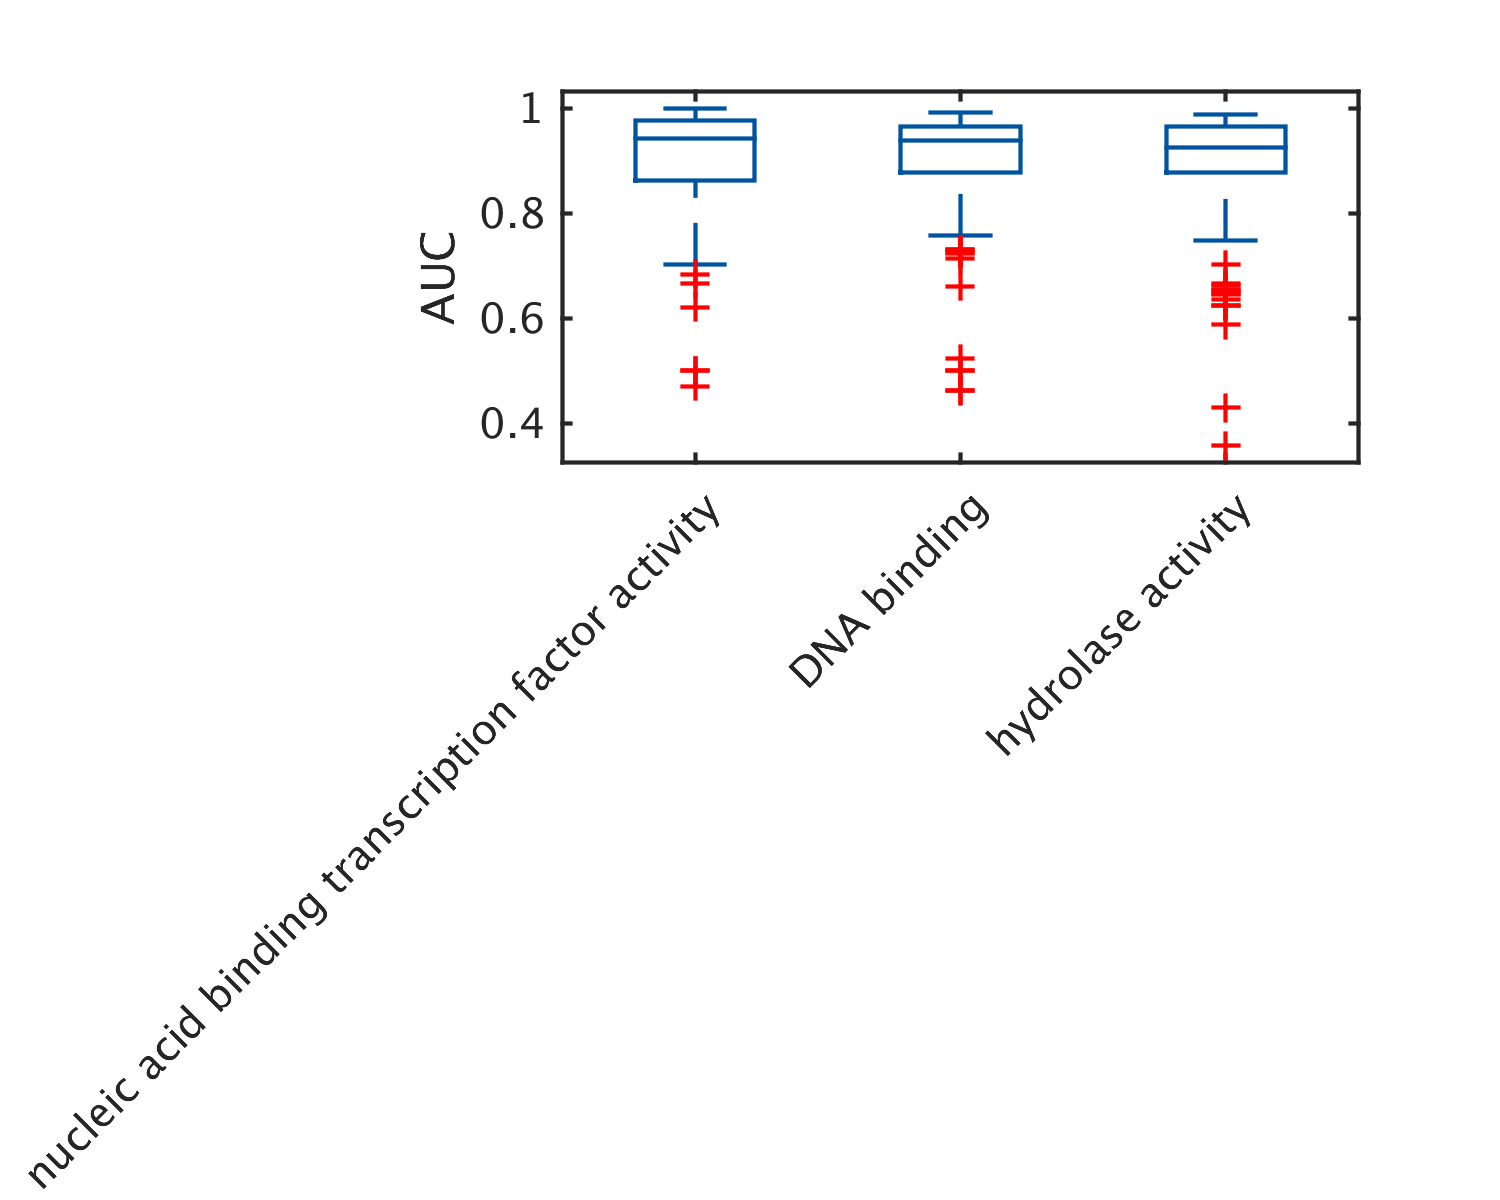 1
0.8
0.6
0.4
AUC
nucleic acid binding transcription factor activity
DNA binding
hydrolase activity